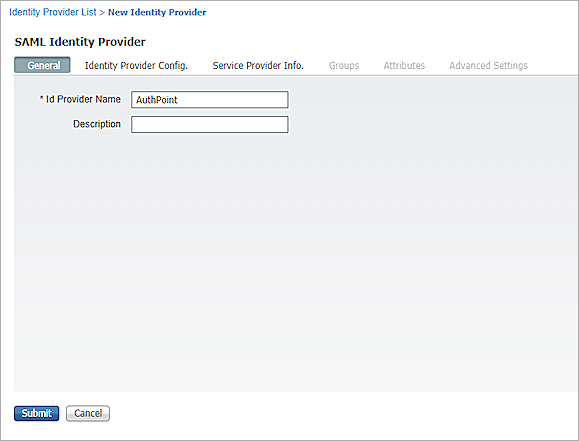 Identity Provider List > New Identity Provider
SAML Identity Provider
General Identity Provider Config. Service Provider Info. Groups Attributes Advanced Settings
* Id Provider Name AuthPoint
Description
Submit Cancel